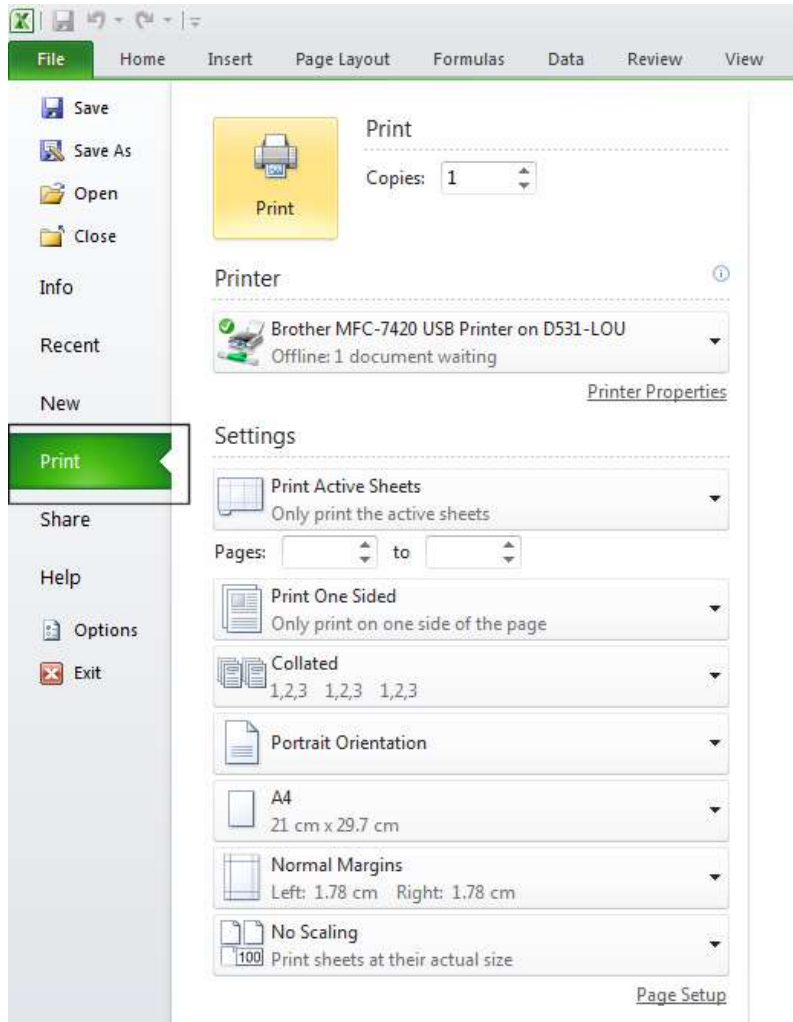 File Home Insert Page Layout Formulas Data Review View
Save
Save As
Open
Close
Info
Recent
New
Print
Share
Help
Options
Exit
Print
Print
Copies: 1
Printer
Brother MFC-7420 USB Printer on D531-LOU
Offline: 1 document waiting
Printer Properties
Settings
Print Active Sheets
Only print the active sheets
Pages: to
Print One Sided
Only print on one side of the page
Collated
1,2,3 1,2,3 1,2,3
Portrait Orientation
A4
21 cm x 29.7 cm
Normal Margins
Left: 1.78 cm Right: 1.78 cm
No Scaling
100 Print sheets at their actual size
Page Setup